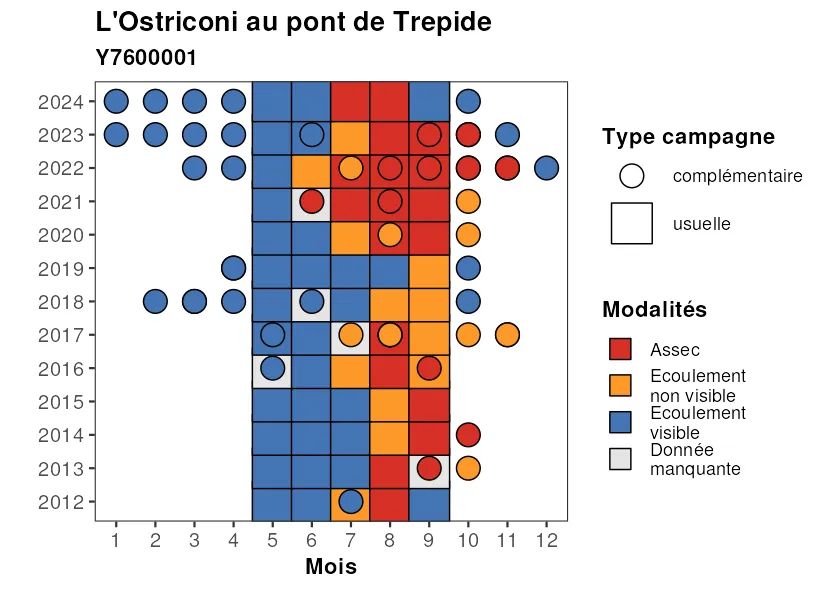 L'Ostriconi au pont de Trepide
Y7600001
2024
2023
2022
2021
2020
2019
2018
2017
2016
2015
2014
2013
2012
1 2 3 4 5 6 7 8 9 10 11 12
Mois
Type campagne
complémentaire
usuelle
Modalités
Assec
Ecoulement
non visible
Ecoulement
visible
Donnée
manquante